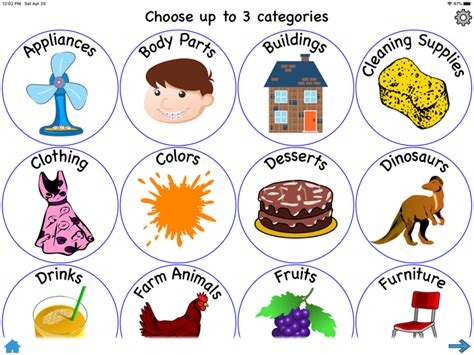 12:02 PM Sat Apr 25
97%
Choose up to 3 categories
Appliances
Body Parts
Buildings
Cleaning Supplies
Clothing
Colors
Desserts
Dinosaurs
Drinks
Farm Animals
Fruits
Furniture